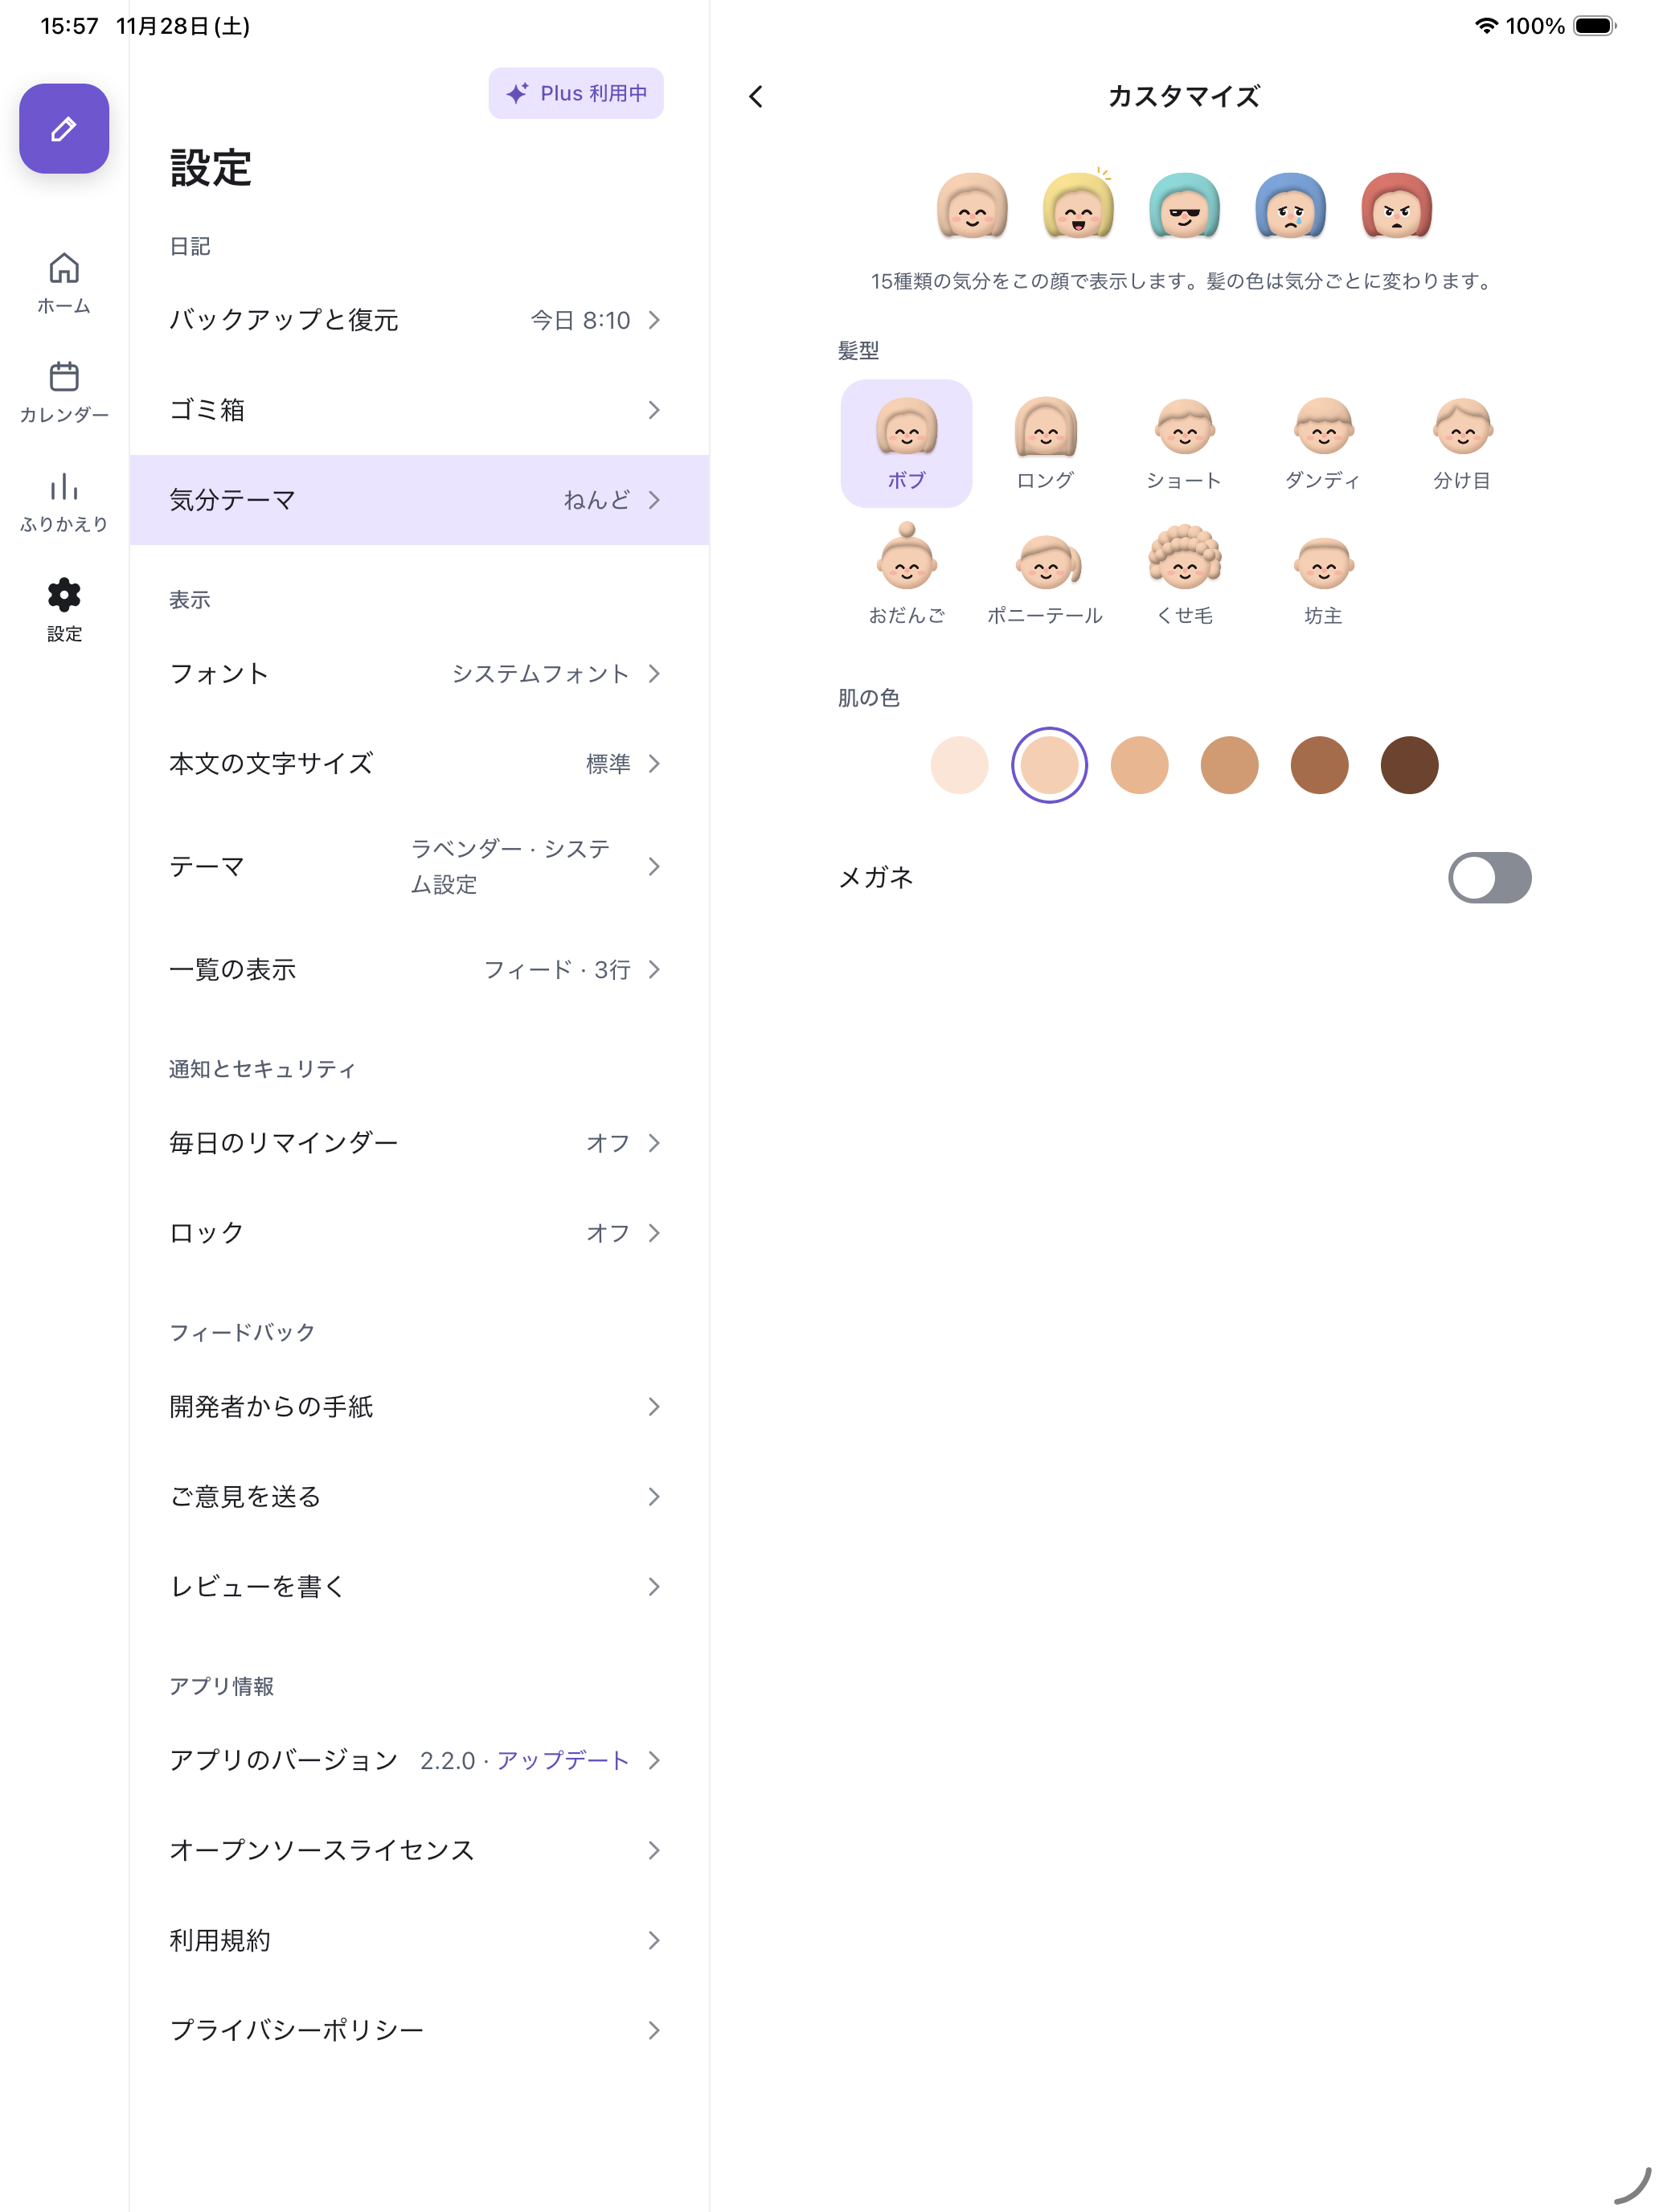 15:57 11月28日(土)
100%
Plus 利用中
設定
日記
バックアップと復元 今日 8:10
ゴミ箱
気分テーマ ねんど
表示
フォント システムフォント
本文の文字サイズ 標準
テーマ ラベンダー · システ
ム設定
一覧の表示 フィード · 3行
通知とセキュリティ
毎日のリマインダー オフ
ロック オフ
フィードバック
開発者からの手紙
ご意見を送る
レビューを書く
アプリ情報
アプリのバージョン 2.2.0 · アップデート
オープンソースライセンス
利用規約
プライバシーポリシー
ホーム
カレンダー
ふりかえり
設定
カスタマイズ
15種類の気分をこの顔で表示します。髪の色は気分ごとに変わります。
髪型
ボブ ロング ショート ダンディ 分け目
おだんご ポニーテール くせ毛 坊主
肌の色
メガネ